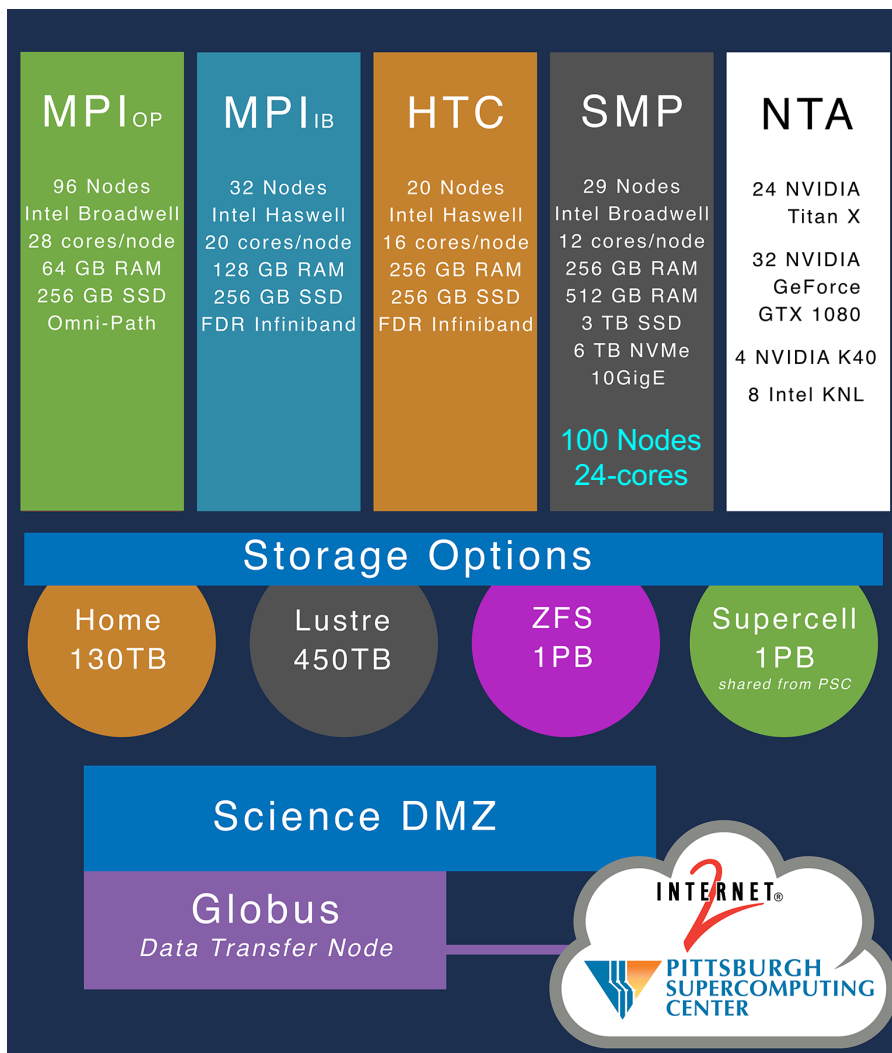 MPI OP
96 Nodes
Intel Broadwell
28 cores/node
64 GB RAM
256 GB SSD
Omni-Path
MPI IB
32 Nodes
Intel Haswell
20 cores/node
128 GB RAM
256 GB SSD
FDR Infiniband
HTC
20 Nodes
Intel Haswell
16 cores/node
256 GB RAM
256 GB SSD
FDR Infiniband
SMP
29 Nodes
Intel Broadwell
12 cores/node
256 GB RAM
512 GB RAM
3 TB SSD
6 TB NVMe
10GigE
100 Nodes
24-cores
NTA
24 NVIDIA
Titan X
32 NVIDIA
GeForce
GTX 1080
4 NVIDIA K40
8 Intel KNL
Storage Options
Home
130TB
Lustre
450TB
ZFS
1PB
Supercell
1PB
shared from PSC
Science DMZ
Globus
Data Transfer Node
INTERNET®
2
PITTSBURGH
SUPERCOMPUTING
CENTER